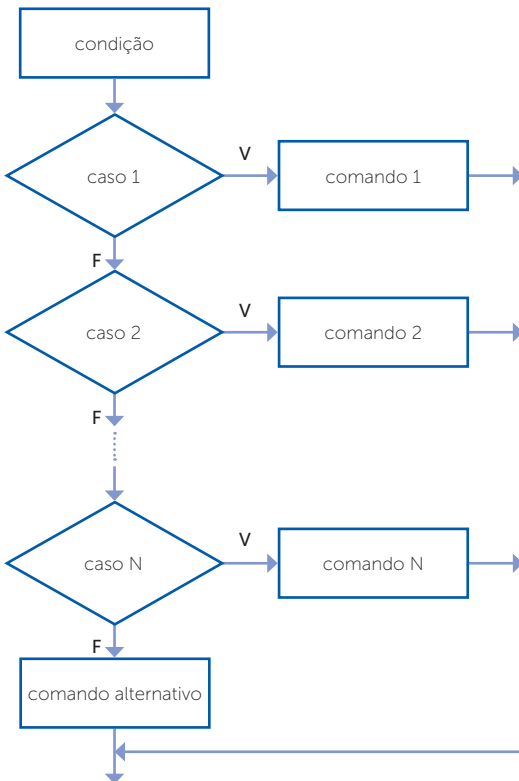 condição
caso 1
V
comando 1
F
caso 2
V
comando 2
F
caso N
V
comando N
F
comando alternativo